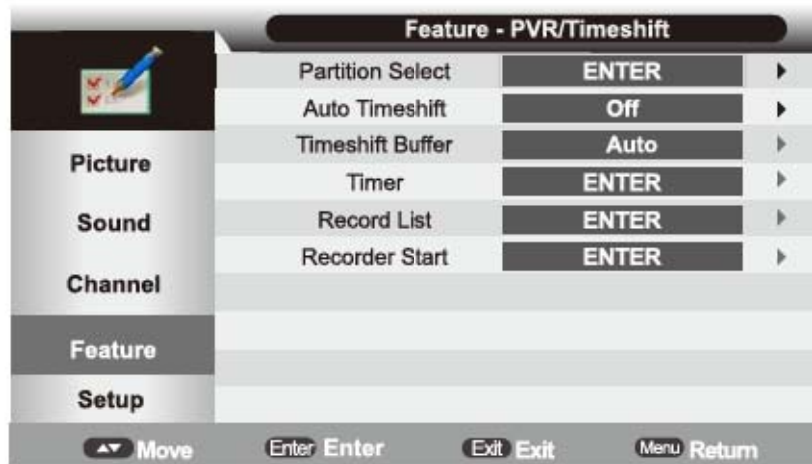 Feature - PVR/Timeshift
Partition Select ENTER
Auto Timeshift Off
Timeshift Buffer Auto
Timer ENTER
Record List ENTER
Recorder Start ENTER
Picture
Sound
Channel
Feature
Setup
Move Enter Enter Exit Exit Menu Return